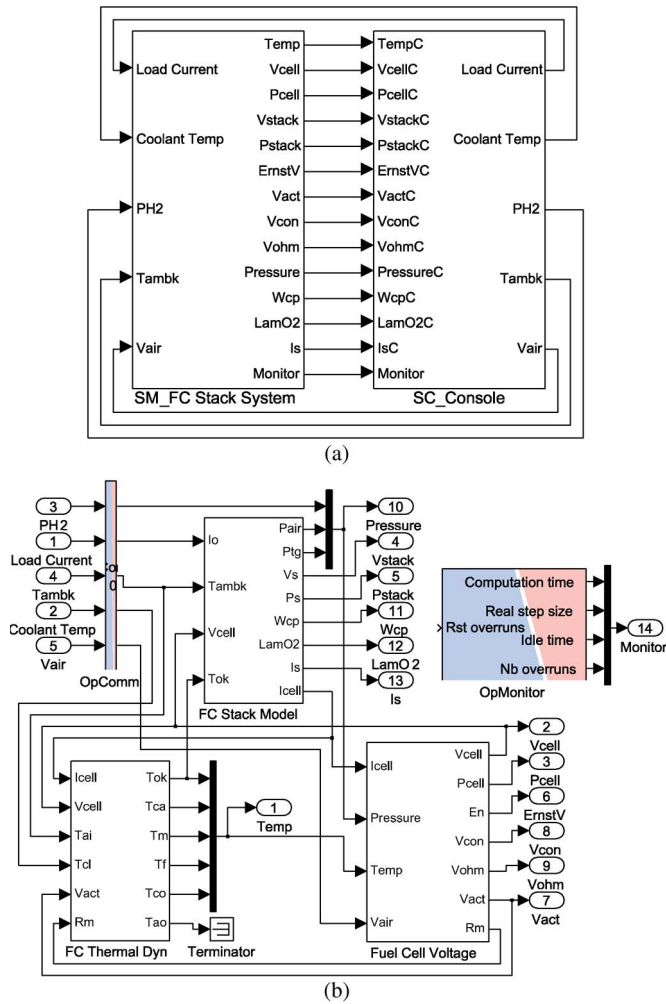 Temp TempC
Load Current Vcell VcellC Load Current
Pcell PcellC
Vstack VstackC
Coolant Temp Pstack PstackC Coolant Temp
ErnstV ErnstVC
Vact VactC
PH2 Vcon VconC PH2
Vohm VohmC
Tambk Pressure PressureC Tambk
Wcp WcpC
LamO2 LamO2C
Vair Is IsC Vair
Monitor Monitor
SM_FC Stack System SC_Console
(a)
3
PH2
1
Load Current
4
Tambk
2
Coolant Temp
5
Vair
OpComm
Io
Tambk
Vcell
Tok
Pair
Ptg
Vs
Ps
Wcp
LamO2
Is
Icell
FC Stack Model
10
Pressure
4
Vstack
5
Pstack
11
Wcp
12
LamO 2
13
Is
Computation time
Real step size
Rst overruns
Idle time
Nb overruns
OpMonitor
14
Monitor
Icell
Vcell
Tai
Tcl
Vact
Rm
Tok
Tca
Tm
Tf
Tco
Tao
FC Thermal Dyn
1
Temp
Terminator
Icell
Pressure
Temp
Vair
Vcell
Pcell
En
Vcon
Vohm
Vact
Rm
Fuel Cell Voltage
2
Vcell
3
Pcell
6
ErnstV
8
Vcon
9
Vohm
7
Vact
(b)